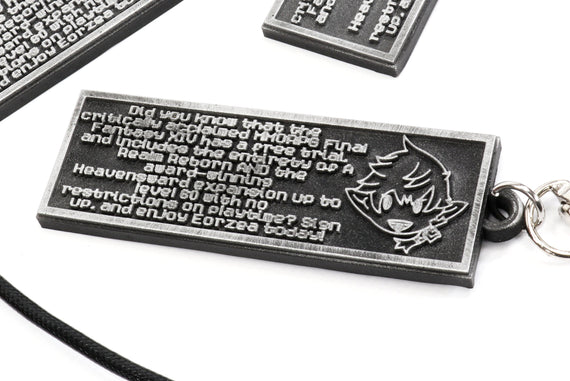 Did you know that the
critically acclaimed MMORPG Final
Fantasy XIV has a free trial,
and includes the entirety of A
Realm Reborn AND the
award-winning
Heavensward expansion up to
level 60 with no
restrictions on playtime? Sign
up, and enjoy Eorzea today!